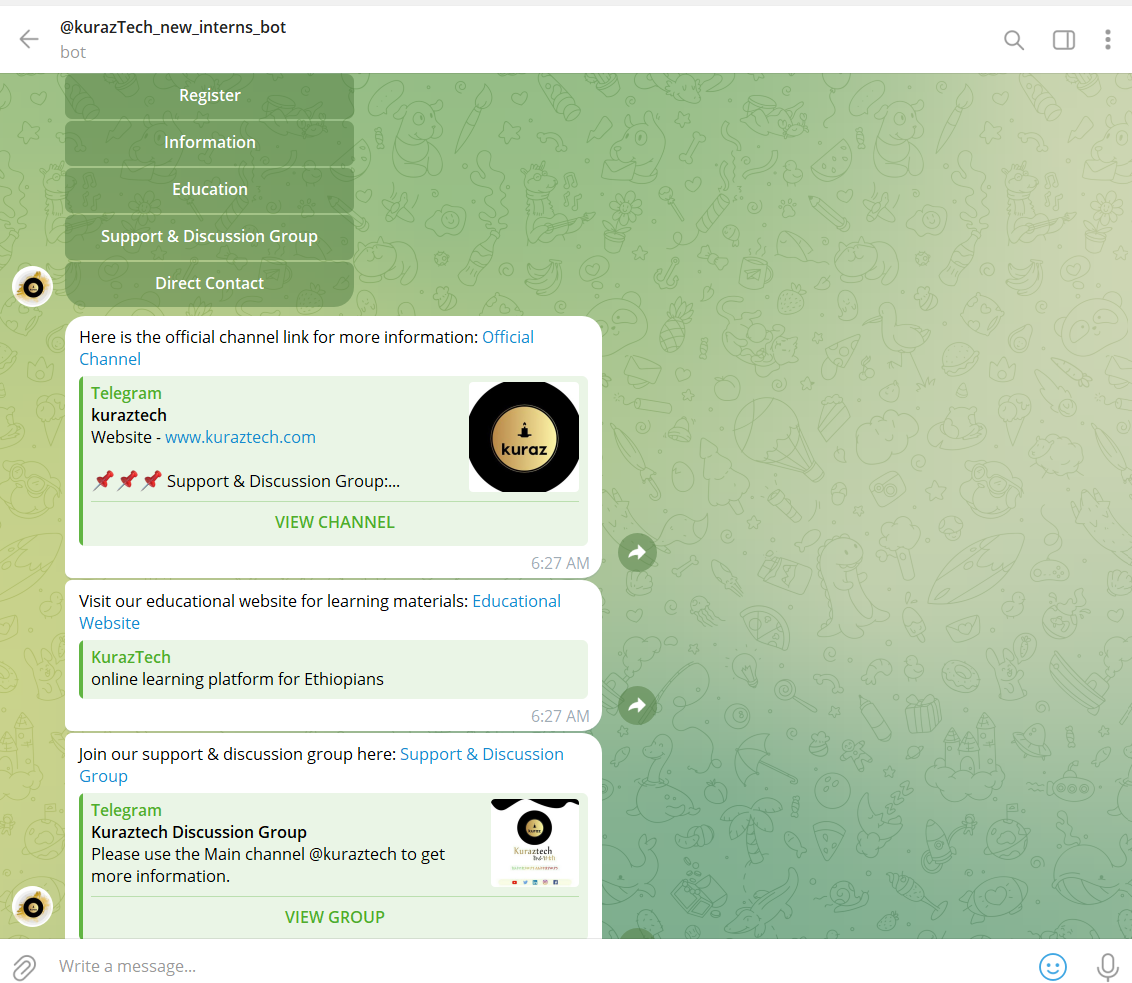 @kurazTech_new_interns_bot
bot
Register
Information
Education
Support & Discussion Group
Direct Contact
Here is the official channel link for more information: Official
Channel
Telegram
kuraztech
Website - www.kuraztech.com
📌📌📌 Support & Discussion Group:...
kuraz
VIEW CHANNEL
6:27 AM
Visit our educational website for learning materials: Educational
Website
KurazTech
online learning platform for Ethiopians
6:27 AM
Join our support & discussion group here: Support & Discussion
Group
Telegram
Kuraztech Discussion Group
Please use the Main channel @kuraztech to get
more information.
kuraz
Kuraztech
VIEW GROUP
Write a message...